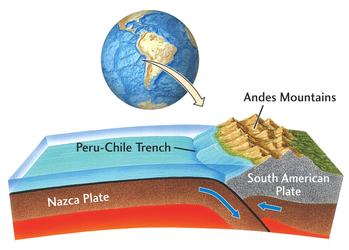 Andes Mountains
Peru-Chile Trench
South American
Plate
Nazca Plate